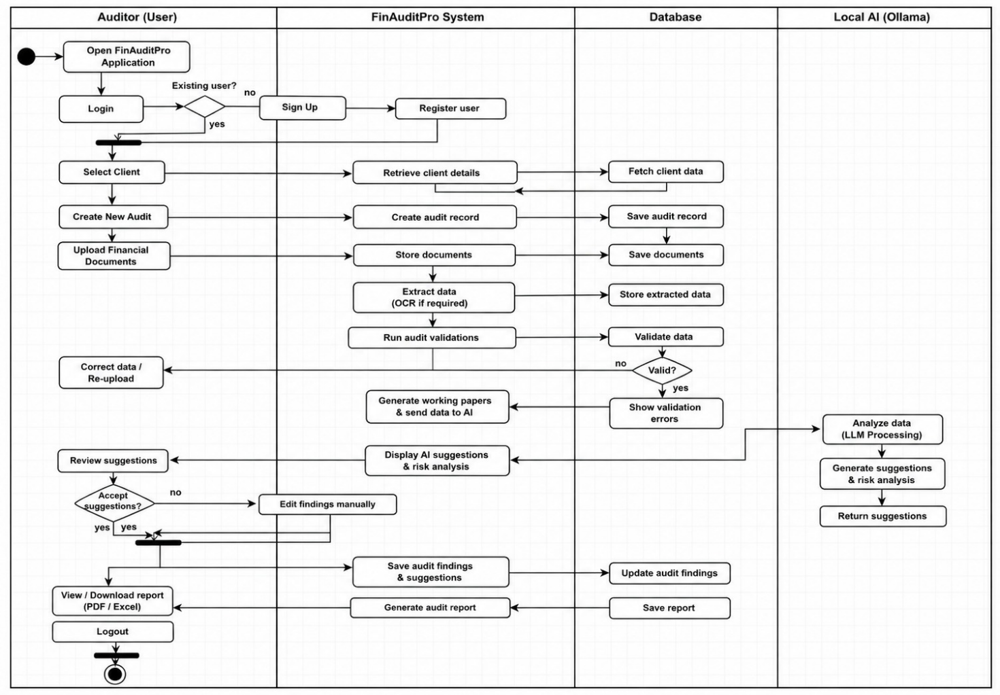 Auditor (User)
FinAuditPro System
Database
Local AI (Ollama)
Open FinAuditPro
Application
Existing user?
no
Login
Sign Up
Register user
yes
Select Client
Retrieve client details
Fetch client data
Create New Audit
Create audit record
Save audit record
Upload Financial
Documents
Store documents
Save documents
Extract data
(OCR if required)
Store extracted data
Run audit validations
Validate data
Correct data /
Re-upload
no
Valid?
yes
Generate working papers
& send data to AI
Show validation
errors
Analyze data
(LLM Processing)
Review suggestions
Display AI suggestions
& risk analysis
Generate suggestions
& risk analysis
Accept
suggestions?
no
Edit findings manually
Return suggestions
yes
yes
Save audit findings
& suggestions
Update audit findings
View / Download report
(PDF / Excel)
Generate audit report
Save report
Logout